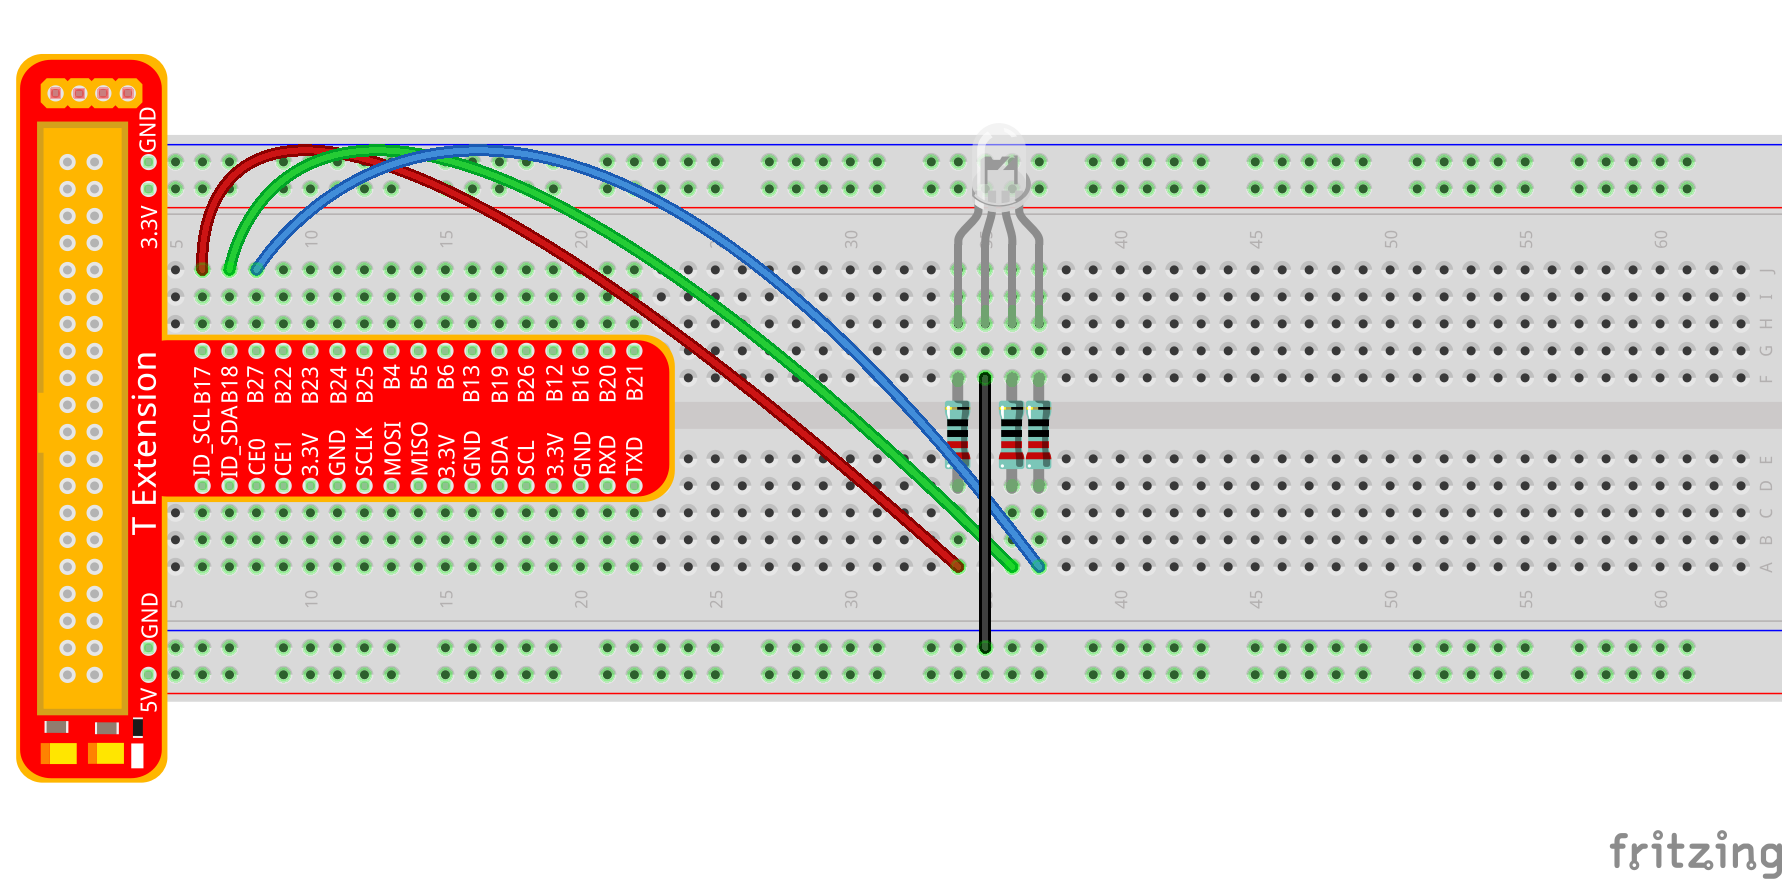 GND
3.3V
5 10 15 20 25 30 35 40 45 50 55 60
J
I
H
G
F
B17 B18 B27 B22 B23 B24 B25 B4 B5 B6 B13 B19 B26 B12 B16 B20 B21
ID_SCL ID_SDA CE0 CE1 3.3V GND SCLK MOSI MISO 3.3V GND SDA SCL 3.3V GND RXD TXD
T Extension
E
D
C
B
A
5 10 15 20 25 30 40 45 50 55 60
GND
5V
fritzing